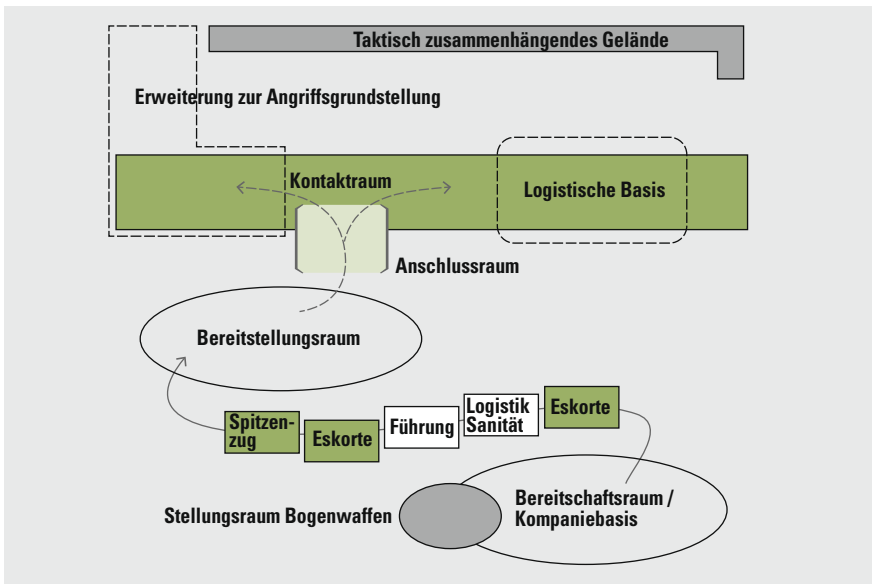 Taktisch zusammenhängendes Gelände
Erweiterung zur Angriffsgrundstellung
Kontaktraum
Logistische Basis
Anschlussraum
Bereitstellungsraum
Spitzen-
zug
Eskorte
Führung
Logistik
Sanität
Eskorte
Stellungsraum Bogenwaffen
Bereitschaftsraum /
Kompaniebasis